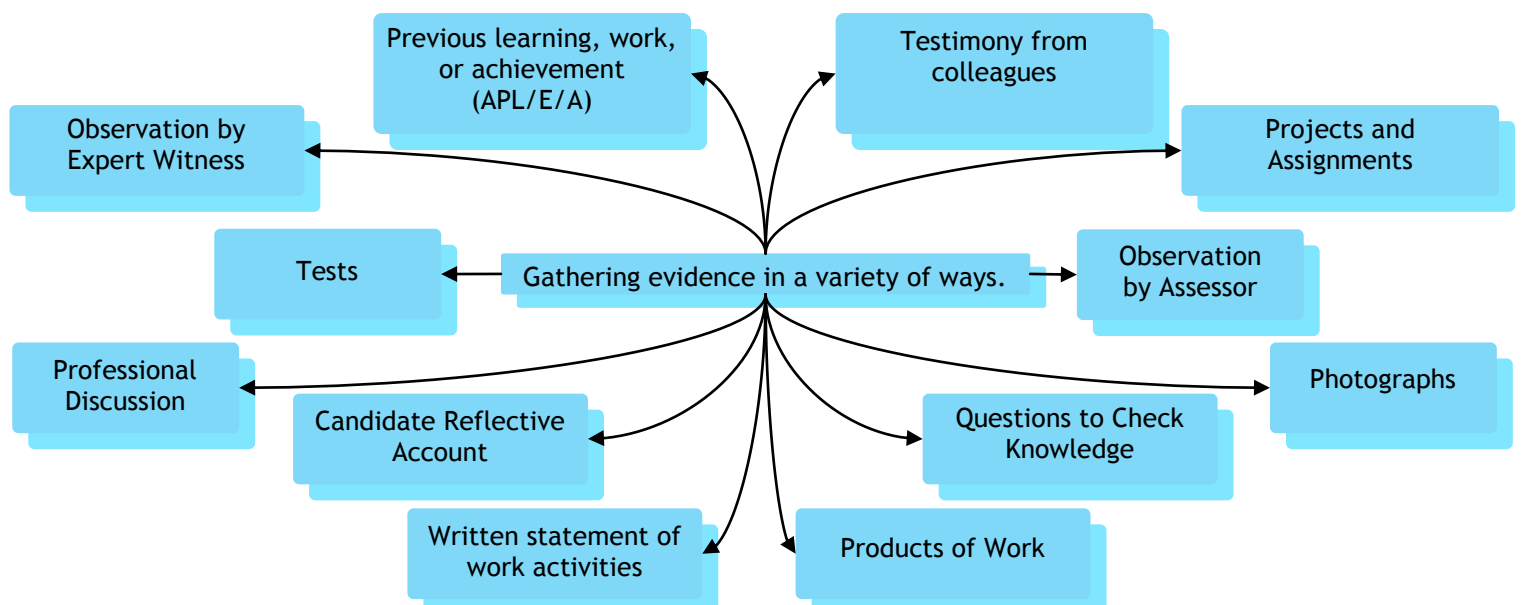 Previous learning, work,
or achievement
(APL/E/A)
Testimony from
colleagues
Observation by
Expert Witness
Projects and
Assignments
Tests
Gathering evidence in a variety of ways.
Observation
by Assessor
Professional
Discussion
Photographs
Candidate Reflective
Account
Questions to Check
Knowledge
Written statement of
work activities
Products of Work